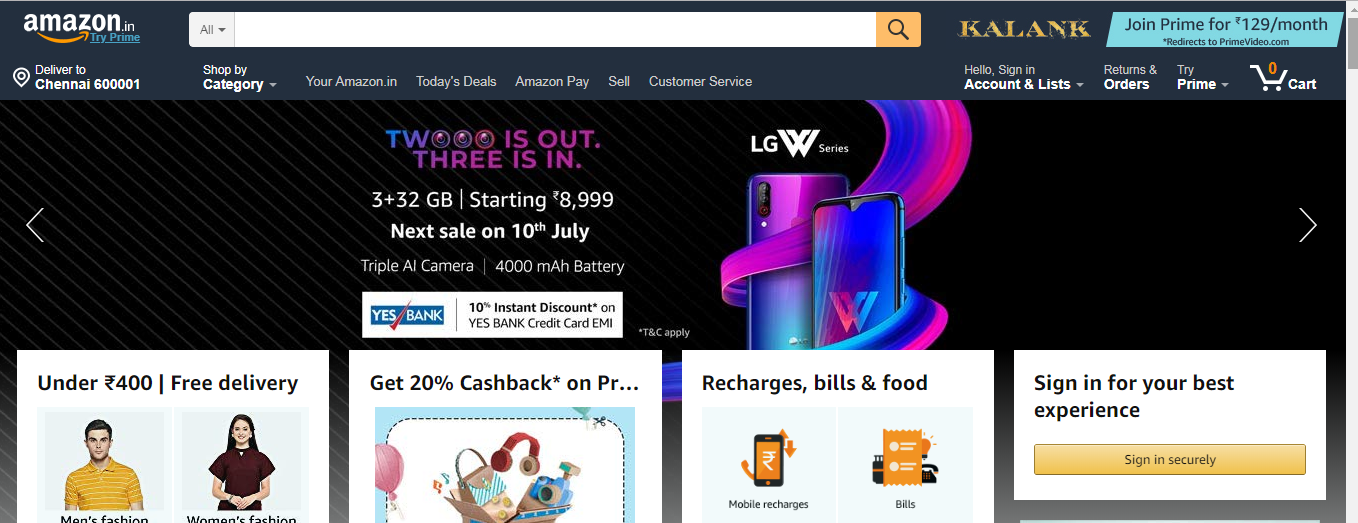 amazon.in
Try Prime
All
KALANK
Join Prime for ₹129/month
*Redirects to PrimeVideo.com
Deliver to
Chennai 600001
Shop by
Category
Your Amazon.in Today's Deals Amazon Pay Sell Customer Service
Hello, Sign in
Account & Lists
Returns &
Orders
Try
Prime
0
Cart
TWOOO IS OUT.
THREE IS IN.
3+32 GB | Starting ₹8,999
Next sale on 10th July
Triple AI Camera | 4000 mAh Battery
YES BANK
10% Instant Discount* on
YES BANK Credit Card EMI
*T&C apply
LG W Series
Under ₹400 | Free delivery
Men's fashion
Women's fashion
Get 20% Cashback* on Pr...
Recharges, bills & food
Mobile recharges
Bills
Sign in for your best
experience
Sign in securely